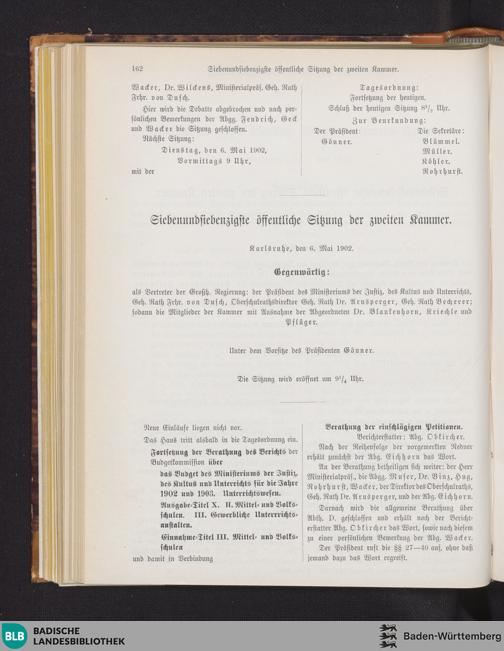 162
Siebenundsiebenzigste öffentliche Sitzung der zweiten Kammer.
Wacker, Dr. Wilckens, Ministerialpräs. Geh. Rath
Frhr. von Dusch.
Hier wird die Debatte abgebrochen und nach per-
sönlichen Bemerkungen der Abgg. Fendrich, Geck
und Wacker die Sitzung geschlossen.
Nächste Sitzung:
Dienstag, den 6. Mai 1902,
Vormittags 9 Uhr,
mit der
Tagesordnung:
Fortsetzung der heutigen.
Schluß der heutigen Sitzung Uhr.
Zur Beurkundung:
Der Präsident:
Gönner.
Die Sekretäre:
Blümmel.
Müller.
Köhler.
Rohrhurst.
Siebenundsiebenzigste öffentliche Sitzung der zweiten Kammer.
Karlsruhe, den 6. Mai 1902.
Gegenwärtig:
als Vertreter der Großh. Regierung: der Präsident des Ministeriums der Justiz, des Kultus und Unterrichts,
Geh. Rath Frhr. von Dusch, Oberschulrathsdirektor Geh. Rath Dr. Arnsperger, Geh. Rath Becherer;
sodann die Mitglieder der Kammer mit Ausnahme der Abgeordneten Dr. Blankenhorn, Kriechle und
Pflüger.
Unter dem Vorsitze des Präsidenten Gönner.
Die Sitzung wird eröffnet um 9¹/₄ Uhr.
Neue Einläufe liegen nicht vor.
Das Haus tritt alsbald in die Tagesordnung ein.
Fortsetzung der Berathung des Berichts der
Budgetkommission über
das Budget des Ministeriums der Justiz,
des Kultus und Unterrichts für die Jahre
1902 und 1903. Unterrichtswesen.
Ausgabe-Titel X. II. Mittel- und Volks-
schulen. III. Gewerbliche Unterrichts-
anstalten.
Einnahme-Titel III. Mittel- und Volks-
schulen
und damit in Verbindung
Berathung der einschlägigen Petitionen.
Berichterstatter: Abg. Obkircher.
Nach der Reihenfolge der vorgemerkten Redner
erhält zunächst der Abg. Eichhorn das Wort.
An der Berathung betheiligen sich weiter: der Herr
Ministerialpräs., die Abgg. Muser, Dr. Binz, Hug,
Rohrhurst, Wacker, der Direktor des Oberschulraths,
Geh. Rath Dr. Arnsperger, und der Abg. Eichhorn.
Darnach wird die allgemeine Berathung über
Abth. D. geschlossen und erhält noch der Bericht-
erstatter Abg. Obkircher das Wort, sowie nach diesem
zu einer persönlichen Bemerkung der Abg. Wacker.
Der Präsident ruft die §§ 27—40 auf, ohne daß
jemand dazu das Wort ergreift.
BLB
BADISCHE
LANDESBIBLIOTHEK
Baden-Württemberg